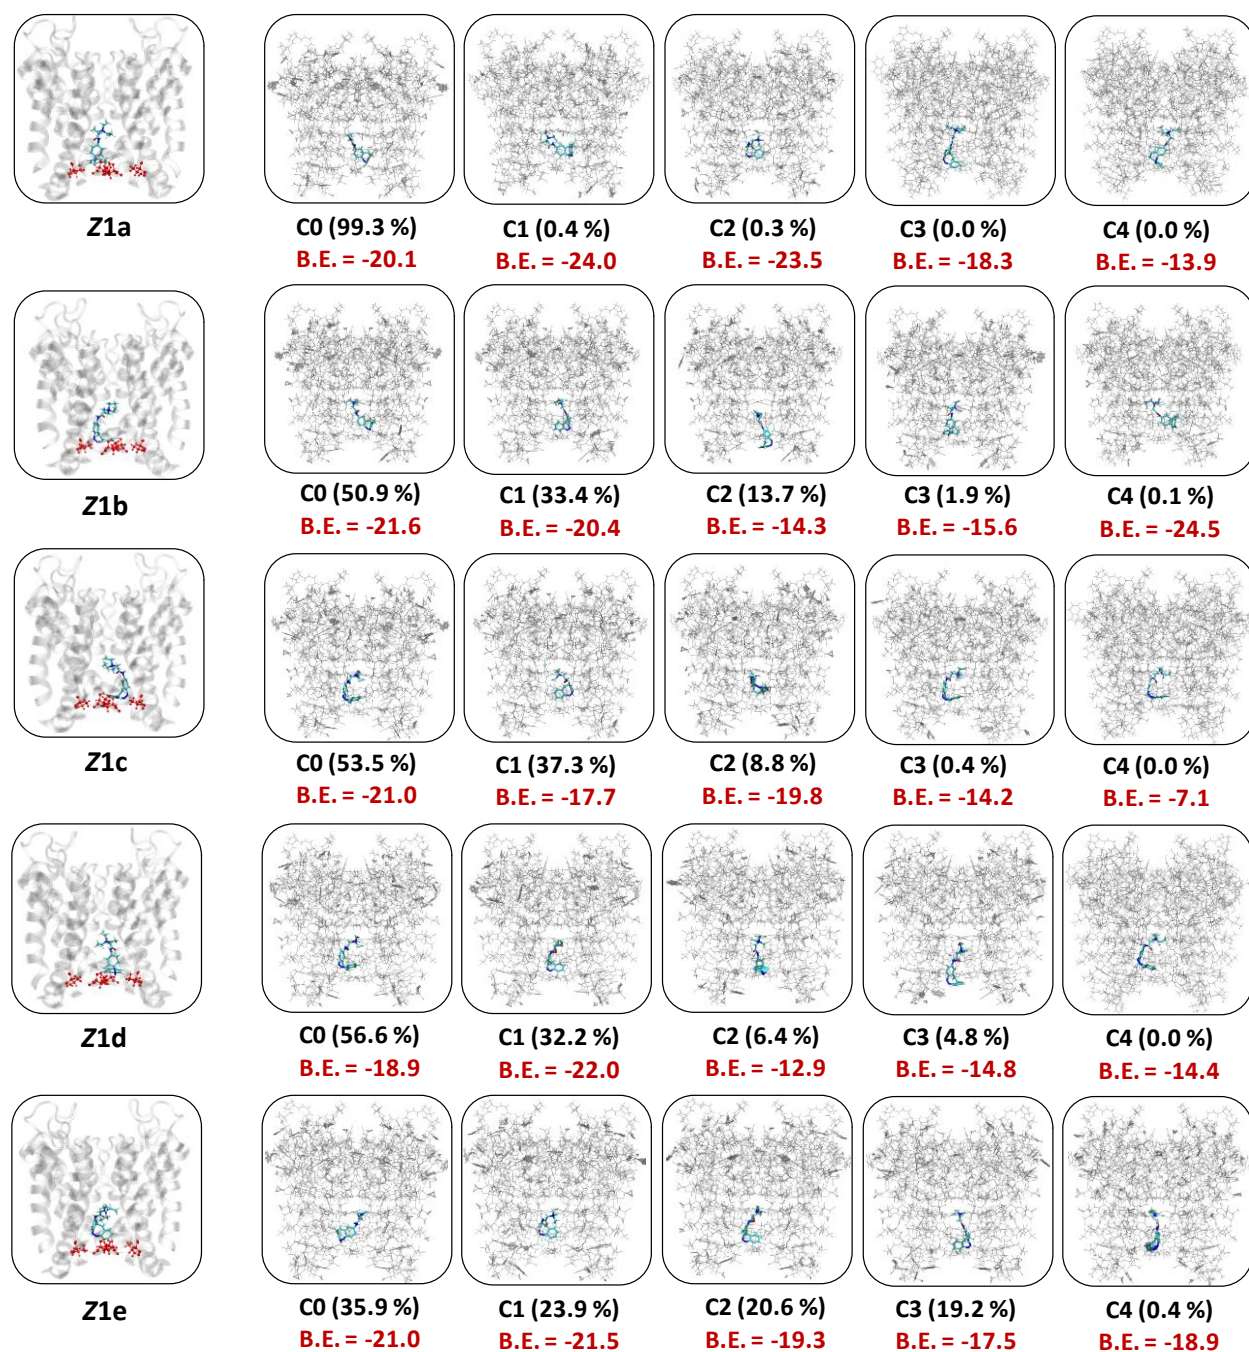 Z1a
C0 (99.3 %)
B.E. = -20.1
C1 (0.4 %)
B.E. = -24.0
C2 (0.3 %)
B.E. = -23.5
C3 (0.0 %)
B.E. = -18.3
C4 (0.0 %)
B.E. = -13.9
Z1b
C0 (50.9 %)
B.E. = -21.6
C1 (33.4 %)
B.E. = -20.4
C2 (13.7 %)
B.E. = -14.3
C3 (1.9 %)
B.E. = -15.6
C4 (0.1 %)
B.E. = -24.5
Z1c
C0 (53.5 %)
B.E. = -21.0
C1 (37.3 %)
B.E. = -17.7
C2 (8.8 %)
B.E. = -19.8
C3 (0.4 %)
B.E. = -14.2
C4 (0.0 %)
B.E. = -7.1
Z1d
C0 (56.6 %)
B.E. = -18.9
C1 (32.2 %)
B.E. = -22.0
C2 (6.4 %)
B.E. = -12.9
C3 (4.8 %)
B.E. = -14.8
C4 (0.0 %)
B.E. = -14.4
Z1e
C0 (35.9 %)
B.E. = -21.0
C1 (23.9 %)
B.E. = -21.5
C2 (20.6 %)
B.E. = -19.3
C3 (19.2 %)
B.E. = -17.5
C4 (0.4 %)
B.E. = -18.9